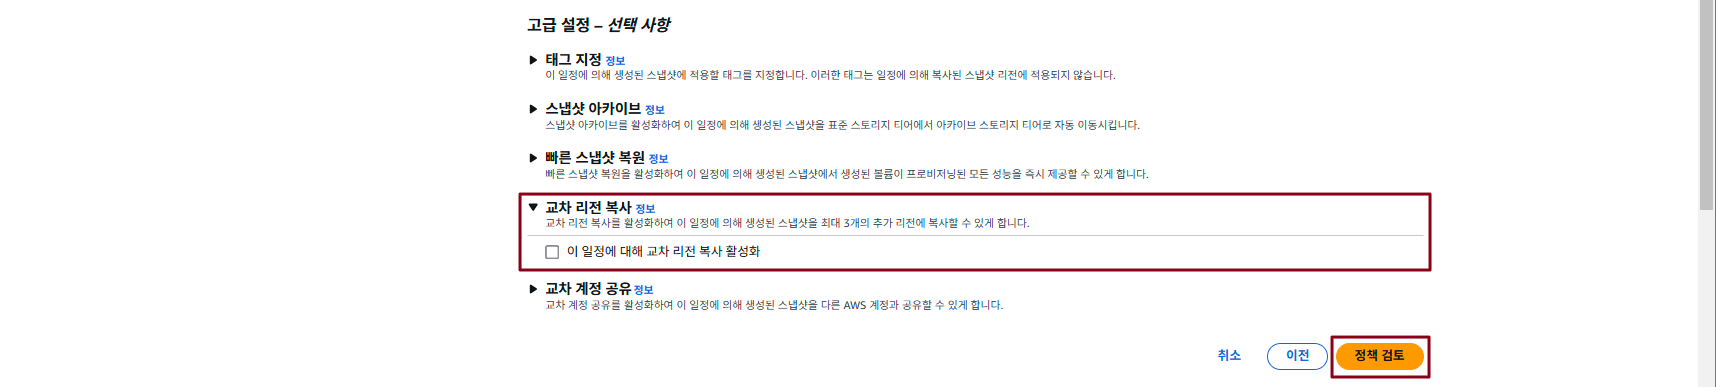 고급 설정 – 선택 사항
태그 지정 정보
이 일정에 의해 생성된 스냅샷에 적용할 태그를 지정합니다. 이러한 태그는 일정에 의해 복사된 스냅샷 리전에 적용되지 않습니다.
스냅샷 아카이브 정보
스냅샷 아카이브를 활성화하여 이 일정에 의해 생성된 스냅샷을 표준 스토리지 티어에서 아카이브 스토리지 티어로 자동 이동시킵니다.
빠른 스냅샷 복원 정보
빠른 스냅샷 복원을 활성화하여 이 일정에 의해 생성된 스냅샷에서 생성된 볼륨이 프로비저닝된 모든 성능을 즉시 제공할 수 있게 합니다.
교차 리전 복사 정보
교차 리전 복사를 활성화하여 이 일정에 의해 생성된 스냅샷을 최대 3개의 추가 리전에 복사할 수 있게 합니다.
이 일정에 대해 교차 리전 복사 활성화
교차 계정 공유 정보
교차 계정 공유를 활성화하여 이 일정에 의해 생성된 스냅샷을 다른 AWS 계정과 공유할 수 있게 합니다.
취소 이전 정책 검토